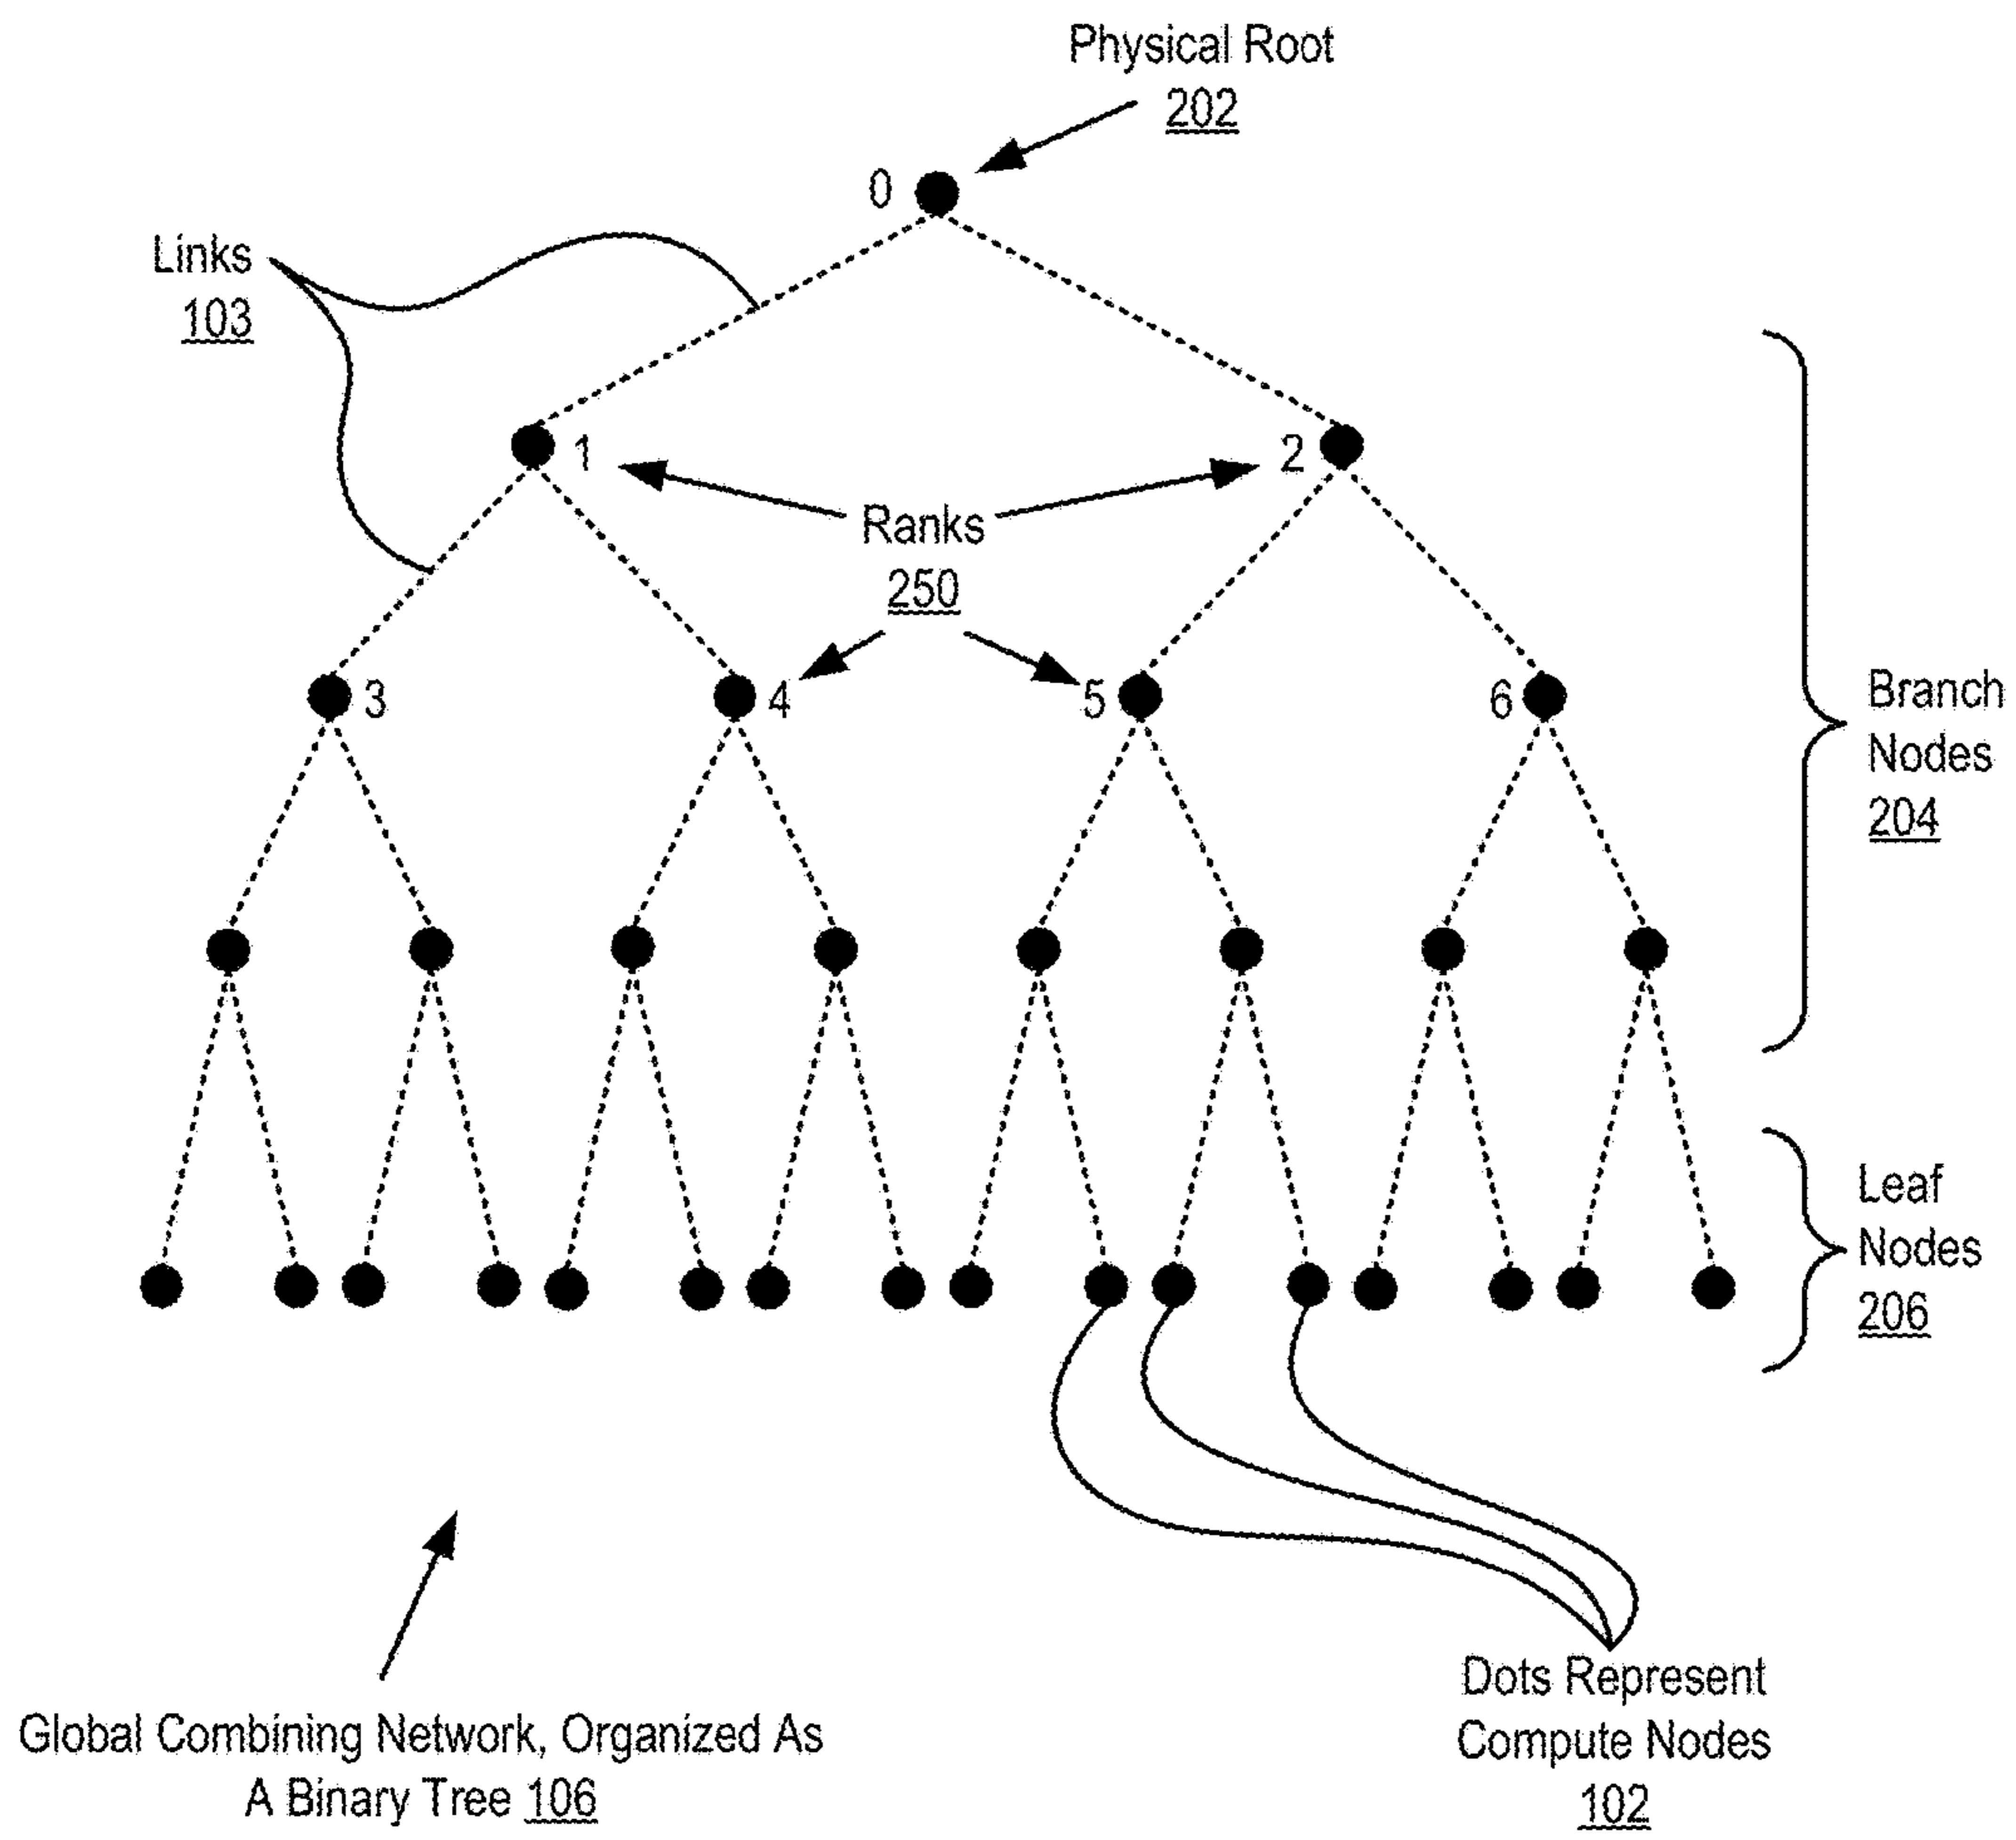 Physical Root
202
0
Links
103
1
2
Ranks
250
3
4
5
6
Branch
Nodes
204
Leaf
Nodes
206
Dots Represent
Compute Nodes
102
Global Combining Network, Organized As
A Binary Tree 106